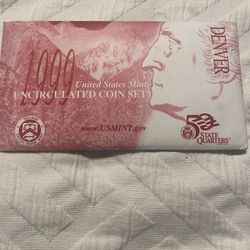 1999
United States Mint
UNCIRCULATED COIN SET
DENVER
www.USMINT.gov
50
STATE
QUARTERS